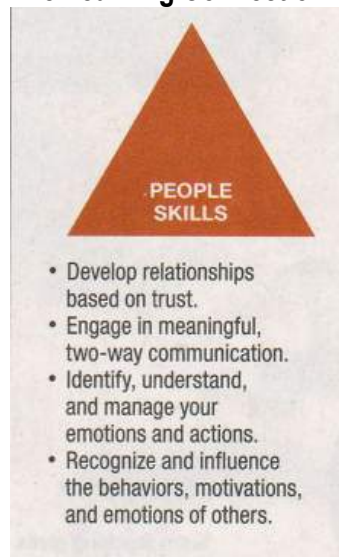 PEOPLE
SKILLS
• Develop relationships
based on trust.
• Engage in meaningful,
two-way communication.
• Identify, understand,
and manage your
emotions and actions.
• Recognize and influence
the behaviors, motivations,
and emotions of others.